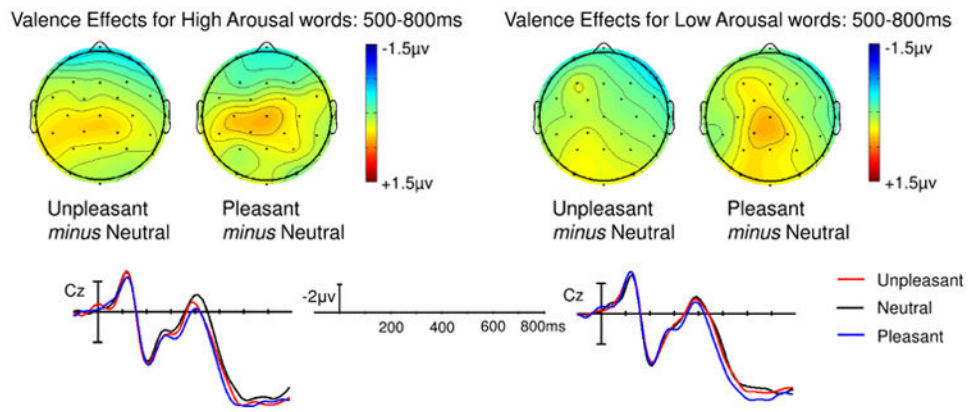 Valence Effects for High Arousal words: 500-800ms
-1.5μv
+1.5μv
Unpleasant
minus Neutral
Pleasant
minus Neutral
Valence Effects for Low Arousal words: 500-800ms
-1.5μv
+1.5μv
Unpleasant
minus Neutral
Pleasant
minus Neutral
Cz
-2μv
200 400 600 800ms
Cz
Unpleasant
Neutral
Pleasant